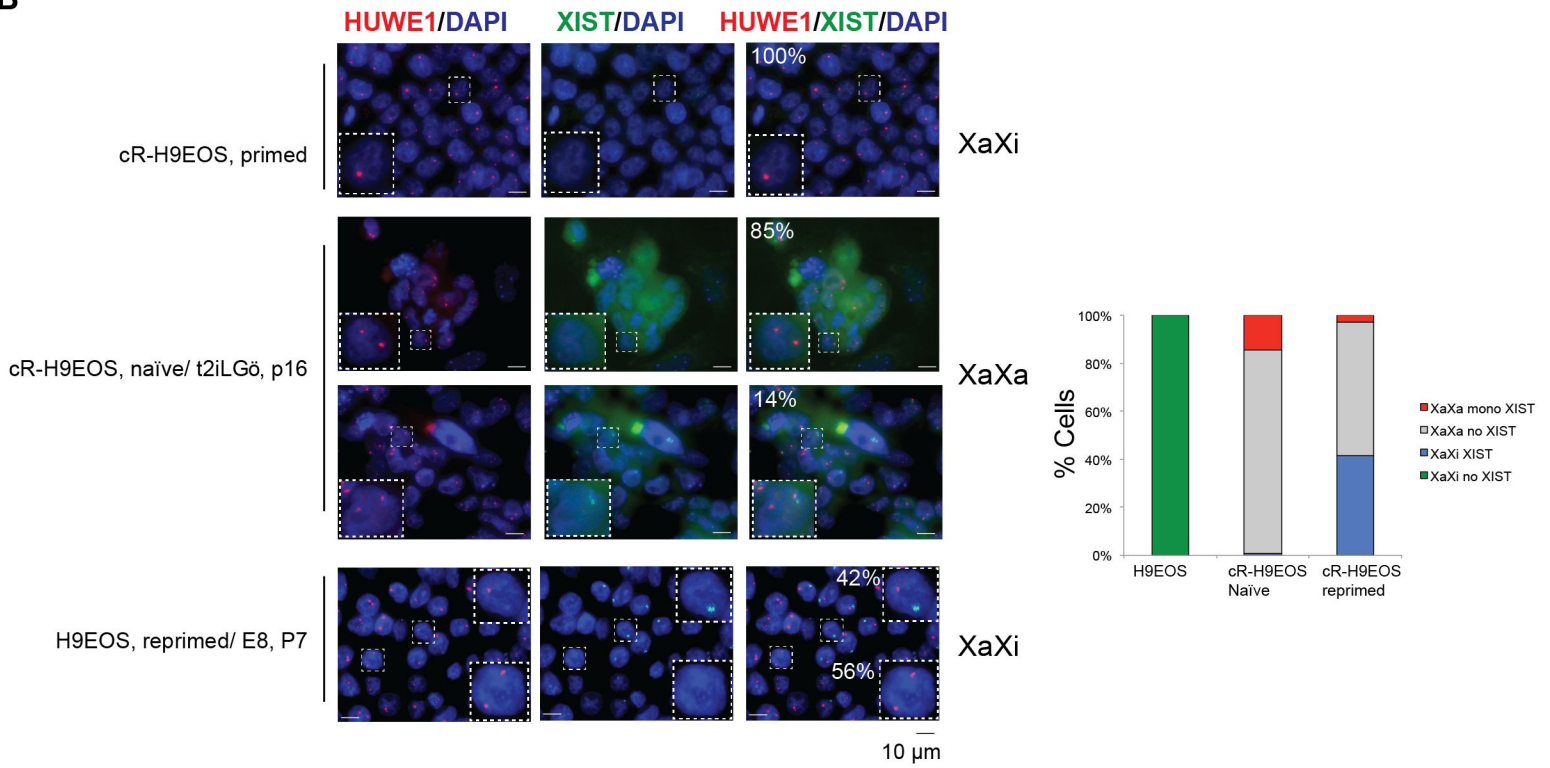 B
HUWE1/DAPI
XIST/DAPI
HUWE1/XIST/DAPI
cR-H9EOS, primed
100%
XaXi
cR-H9EOS, naïve/ t2iLGö, p16
85%
14%
XaXa
H9EOS, reprimed/ E8, P7
42%
56%
XaXi
10 µm
% Cells
100%
80%
60%
40%
20%
0%
H9EOS
cR-H9EOS
Naïve
cR-H9EOS
reprimed
XaXa mono XIST
XaXa no XIST
XaXi XIST
XaXi no XIST